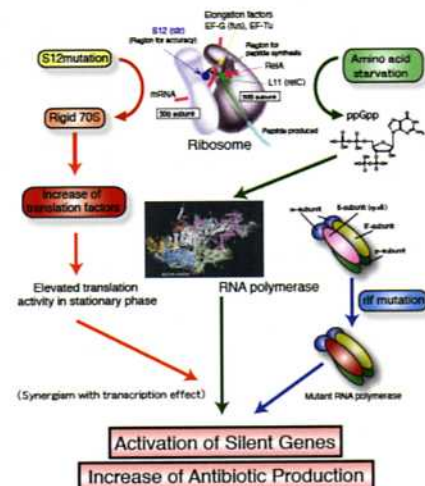 Elongation factors
EF-G (fus), EF-Tu
S12 (str)
(Region for accuracy)
Region for
peptide synthesis
RelA
L11 (relC)
mRNA
30S subunit
50S subunit
Peptide produced
Ribosome
S12mutation
Rigid 70S
Increase of
translation factors
Elevated translation
activity in stationary phase
(Synergism with transcription effect)
Amino acid
starvation
ppGpp
RNA polymerase
α-subunit
β'-subunit
rif mutation
Mutant RNA polymerase
Activation of Silent Genes
Increase of Antibiotic Production